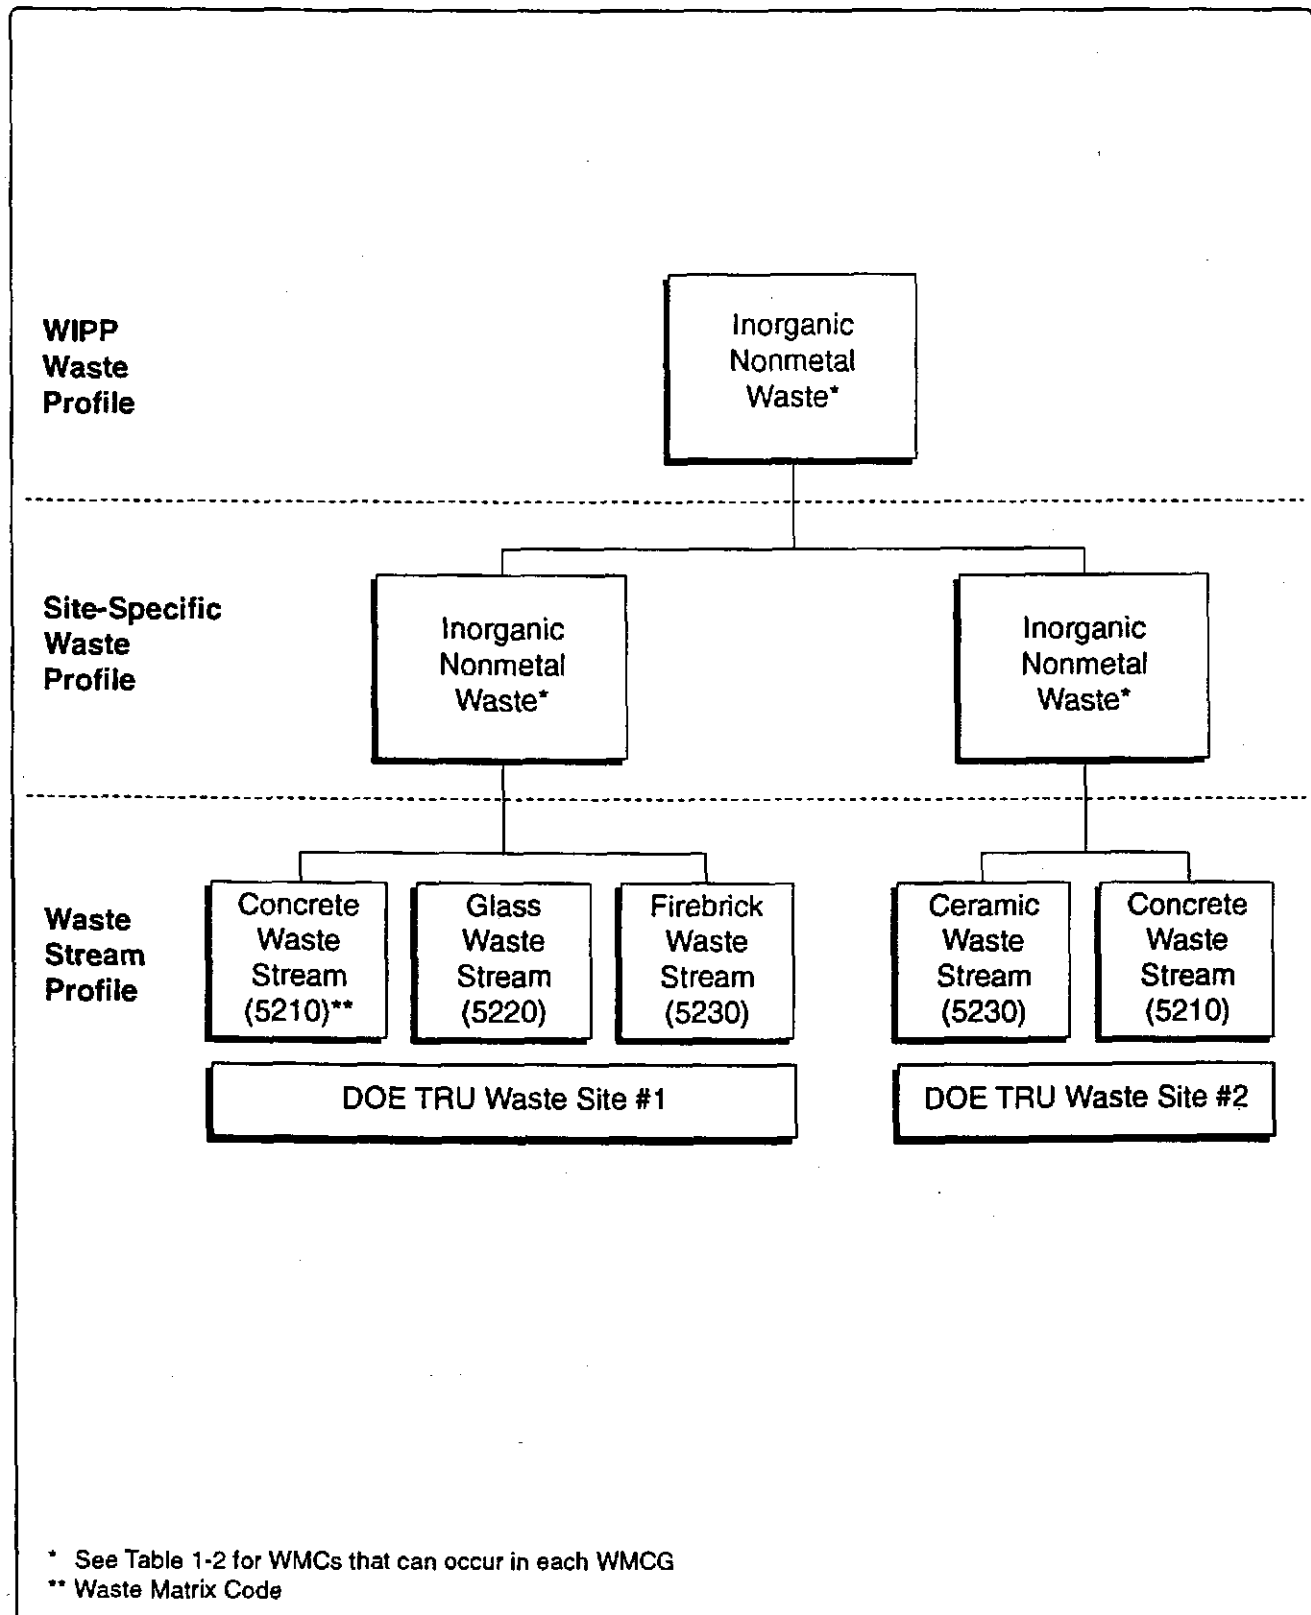 WIPP
Waste
Profile
Inorganic
Nonmetal
Waste*
Site-Specific
Waste
Profile
Inorganic
Nonmetal
Waste*
Inorganic
Nonmetal
Waste*
Waste
Stream
Profile
Concrete
Waste
Stream
(5210)**
Glass
Waste
Stream
(5220)
Firebrick
Waste
Stream
(5230)
Ceramic
Waste
Stream
(5230)
Concrete
Waste
Stream
(5210)
DOE TRU Waste Site #1
DOE TRU Waste Site #2
* See Table 1-2 for WMCs that can occur in each WMCG
** Waste Matrix Code